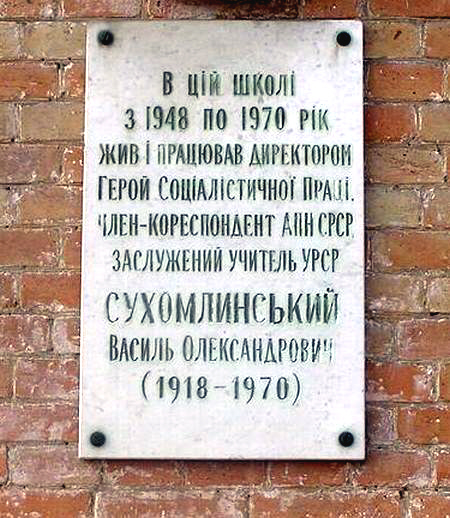 В ЦІЙ ШКОЛІ
З 1948 ПО 1970 РІК
ЖИВ І ПРАЦЮВАВ ДИРЕКТОРОМ
ГЕРОЙ СОЦІАЛІСТИЧНОЇ ПРАЦІ,
ЧЛЕН-КОРЕСПОНДЕНТ АПН СРСР,
ЗАСЛУЖЕНИЙ УЧИТЕЛЬ УРСР
СУХОМЛИНСЬКИЙ
ВАСИЛЬ ОЛЕКСАНДРОВИЧ
(1918-1970)